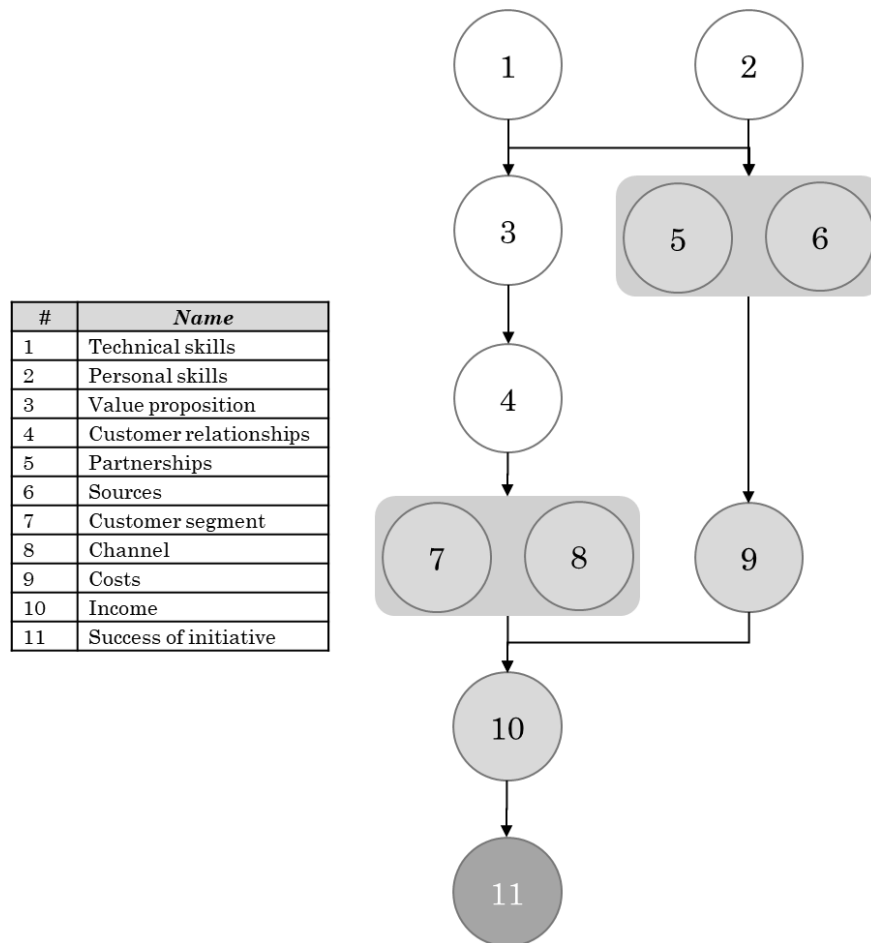 1 2
3 5 6
# Name
1 Technical skills
2 Personal skills
3 Value proposition
4 Customer relationships
5 Partnerships
6 Sources
7 Customer segment
8 Channel
9 Costs
10 Income
11 Success of initiative
4
7 8 9
10
11